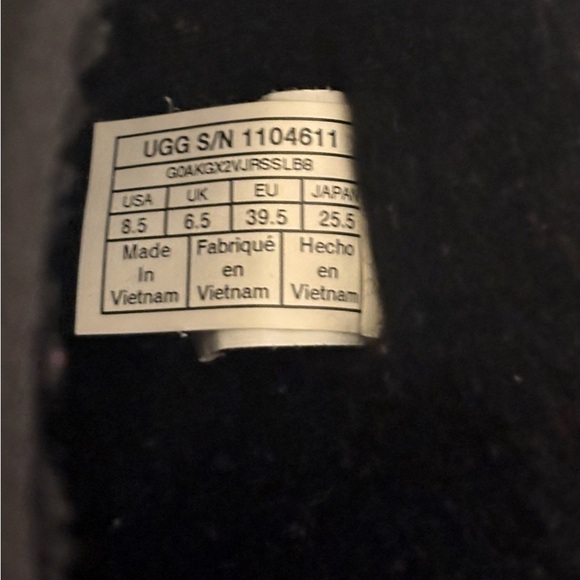 UGG S/N 1104611
G0AKGX2VJRSSLBB
USA UK EU JAPAN
8.5 6.5 39.5 25.5
Made Fabriqué Hecho
In en en
Vietnam Vietnam Vietnam